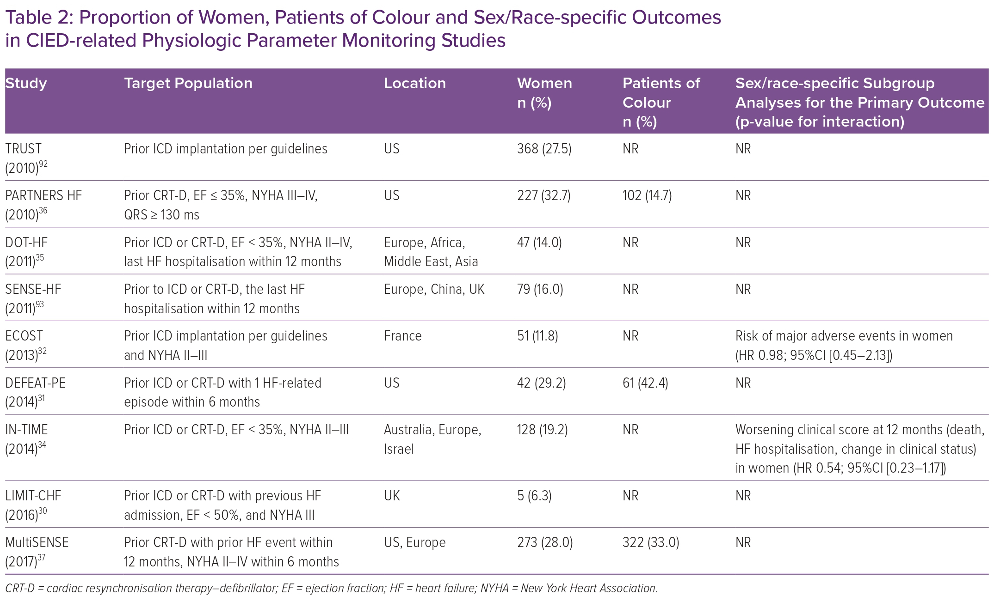 Table 2: Proportion of Women, Patients of Colour and Sex/Race-specific Outcomes
in CIED-related Physiologic Parameter Monitoring Studies
Study Target Population Location Women n (%) Patients of Colour n (%) Sex/race-specific Subgroup Analyses for the Primary Outcome (p-value for interaction)
TRUST Prior ICD implantation per guidelines US 368 (27.5) NR NR
(2010)92
PARTNERS HF Prior CRT-D, EF ≤ 35%, NYHA III–IV, US 227 (32.7) 102 (14.7) NR
(2010)36 QRS ≥ 130 ms
DOT-HF Prior ICD or CRT-D, EF < 35%, NYHA II–IV, Europe, Africa, 47 (14.0) NR NR
(2011)35 last HF hospitalisation within 12 months Middle East, Asia
SENSE-HF Prior to ICD or CRT-D, the last HF Europe, China, UK 79 (16.0) NR NR
(2011)93 hospitalisation within 12 months
ECOST Prior ICD implantation per guidelines France 51 (11.8) NR Risk of major adverse events in women
(2013)32 and NYHA II–III (HR 0.98; 95%CI [0.45–2.13])
DEFEAT-PE Prior ICD or CRT-D with 1 HF-related US 42 (29.2) 61 (42.4) NR
(2014)31 episode within 6 months
IN-TIME Prior ICD or CRT-D, EF < 35%, NYHA II–III Australia, Europe, 128 (19.2) NR Worsening clinical score at 12 months (death,
(2014)34 Israel HF hospitalisation, change in clinical status)
in women (HR 0.54; 95%CI [0.23–1.17])
LIMIT-CHF Prior ICD or CRT-D with previous HF UK 5 (6.3) NR NR
(2016)30 admission, EF < 50%, and NYHA III
MultiSENSE Prior CRT-D with prior HF event within US, Europe 273 (28.0) 322 (33.0) NR
(2017)37 12 months, NYHA II–IV within 6 months
CRT-D = cardiac resynchronisation therapy–defibrillator; EF = ejection fraction; HF = heart failure; NYHA = New York Heart Association.